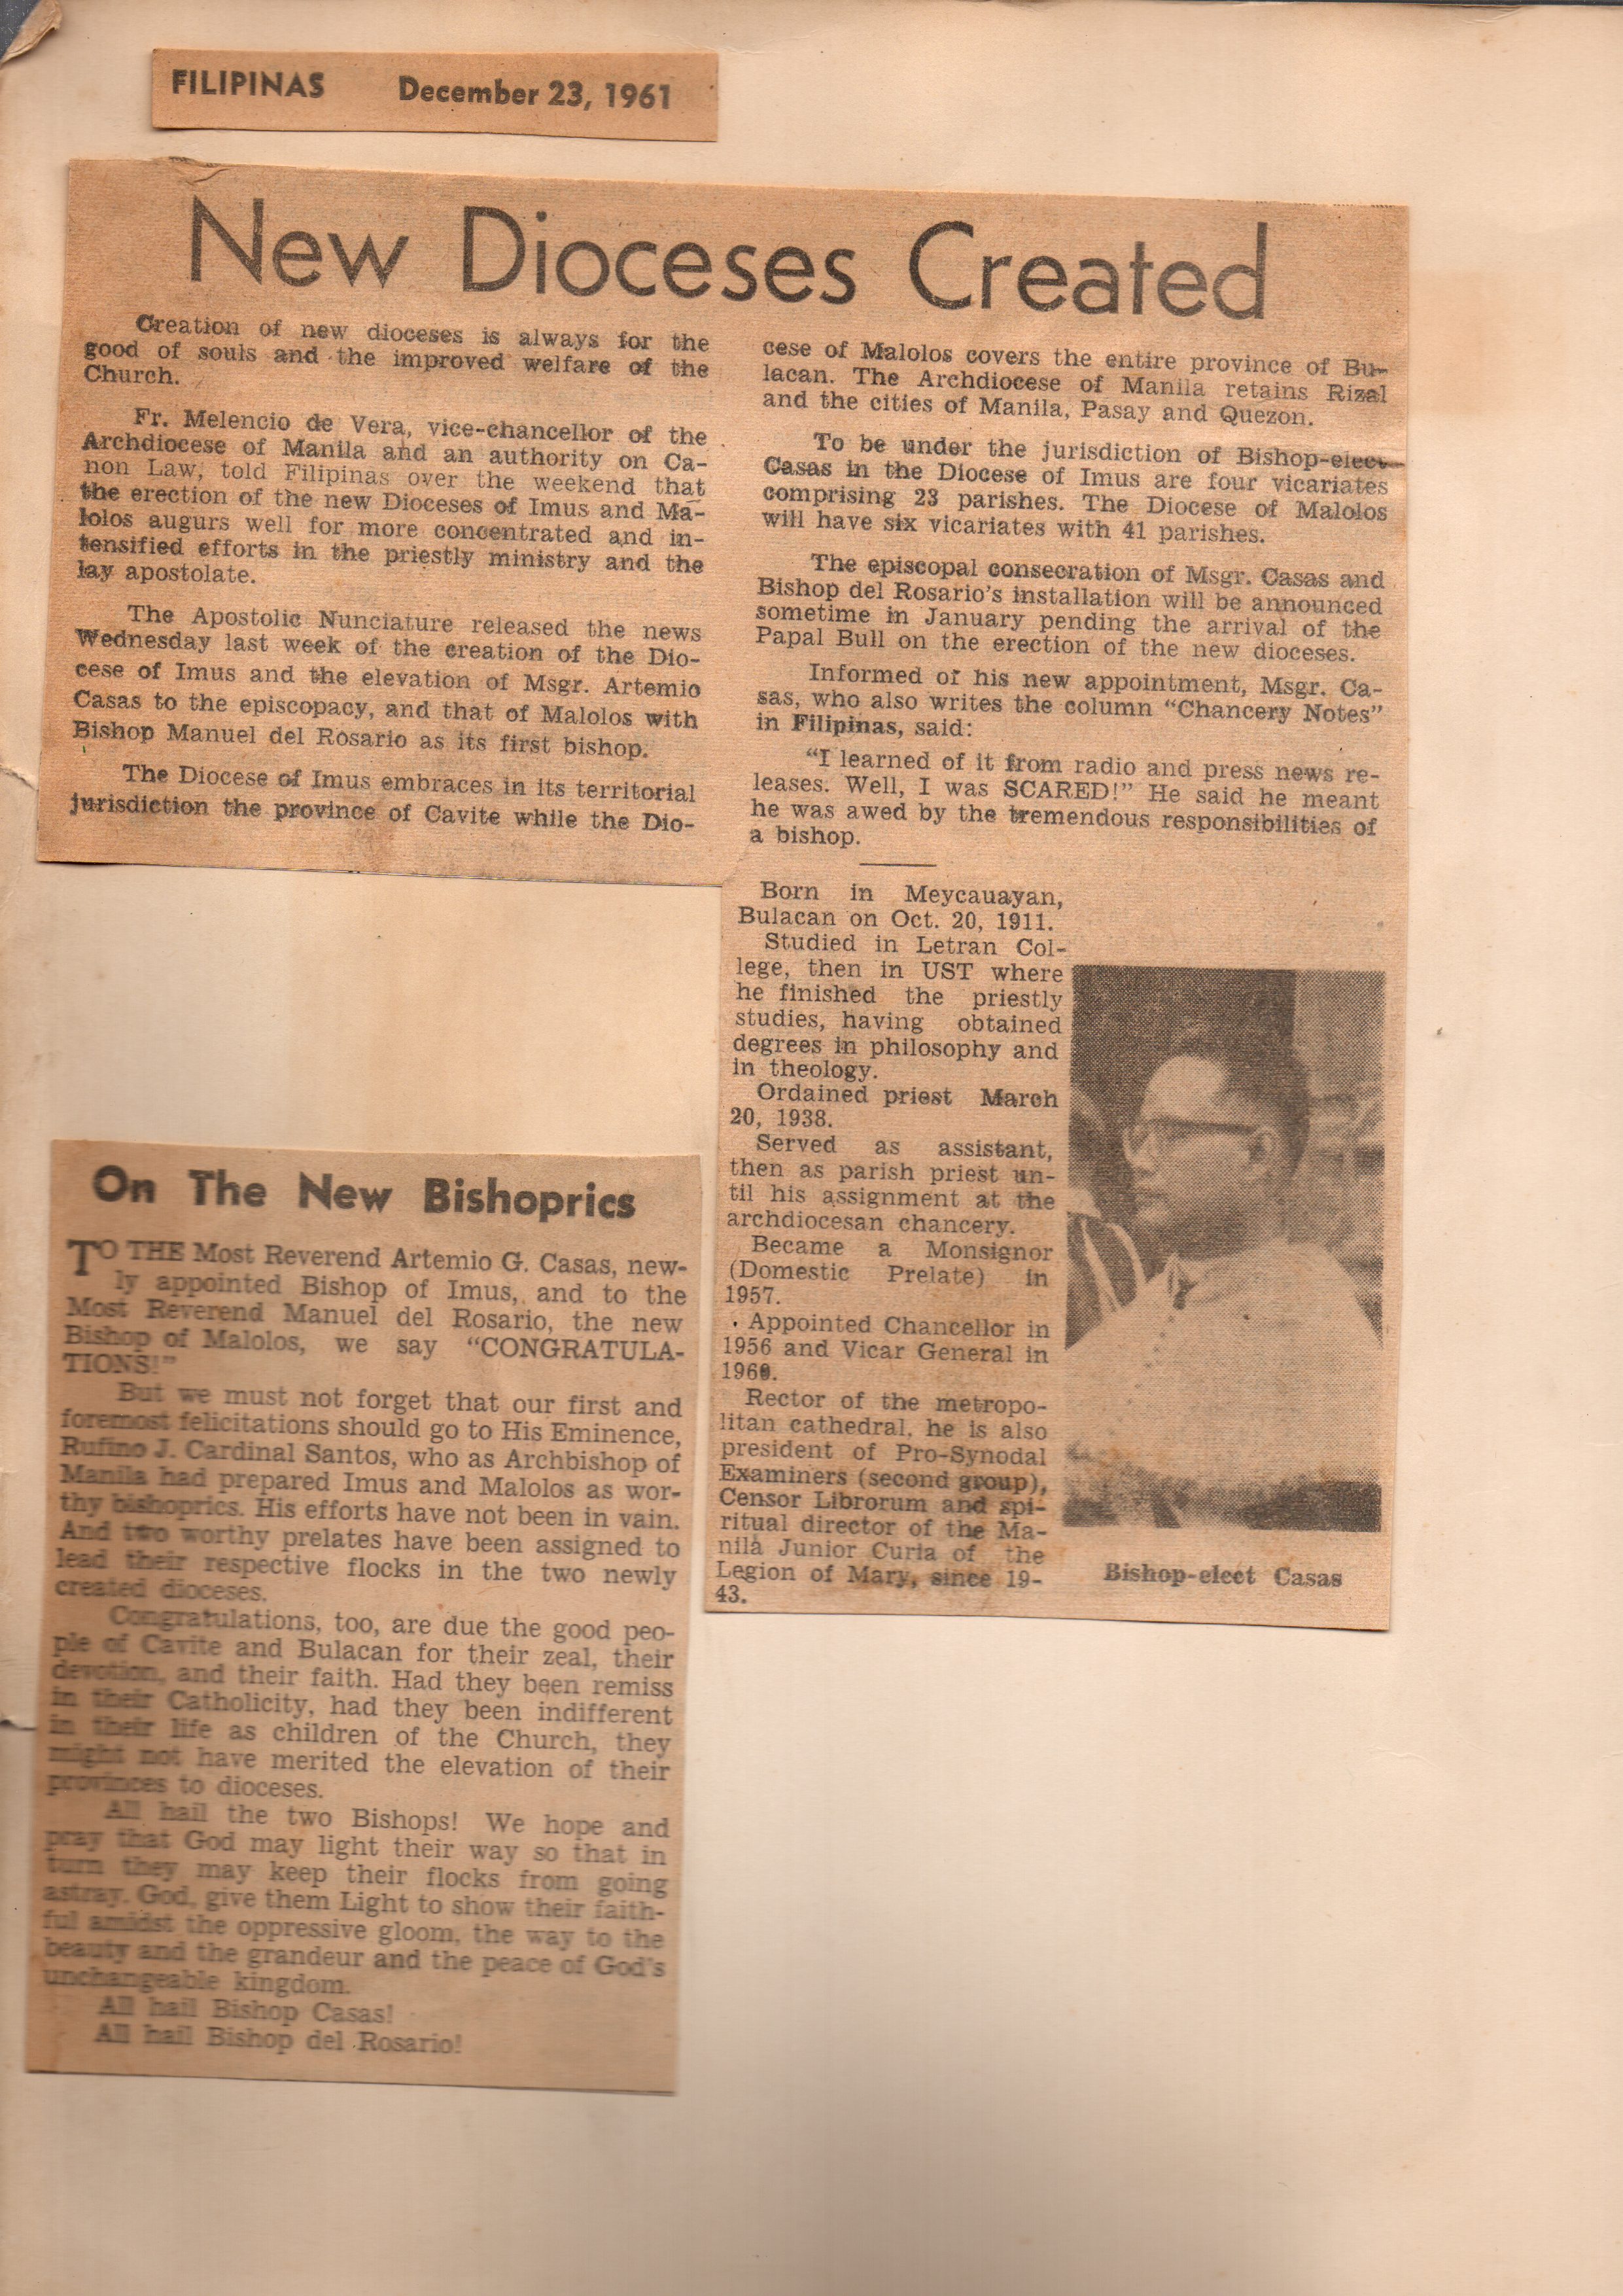 FILIPINAS December 23, 1961
New Dioceses Created
Creation of new dioceses is always for the
good of souls and the improved welfare of the
Church.
Fr. Melencio de Vera, vice-chancellor of the
Archdiocese of Manila and an authority on Ca-
non Law, told Filipinas over the weekend that
the erection of the new Dioceses of Imus and Ma-
lolos augurs well for more concentrated and in-
tensified efforts in the priestly ministry and the
lay apostolate.
The Apostolic Nunciature released the news
Wednesday last week of the creation of the Dio-
cese of Imus and the elevation of Msgr. Artemio
Casas to the episcopacy, and that of Malolos with
Bishop Manuel del Rosario as its first bishop.
The Diocese of Imus embraces in its territorial
jurisdiction the province of Cavite while the Dio-
cese of Malolos covers the entire province of Bu-
lacan. The Archdiocese of Manila retains Rizal
and the cities of Manila, Pasay and Quezon.
To be under the jurisdiction of Bishop-elect
Casas in the Diocese of Imus are four vicariates
comprising 23 parishes. The Diocese of Malolos
will have six vicariates with 41 parishes.
The episcopal consecration of Msgr. Casas and
Bishop del Rosario's installation will be announced
sometime in January pending the arrival of the
Papal Bull on the erection of the new dioceses.
Informed of his new appointment, Msgr. Ca-
sas, who also writes the column "Chancery Notes"
in Filipinas, said:
"I learned of it from radio and press news re-
leases. Well, I was SCARED!" He said he meant
he was awed by the tremendous responsibilities of
a bishop.
Born in Meycauayan,
Bulacan on Oct. 20, 1911.
Studied in Letran Col-
lege, then in UST where
he finished the priestly
studies, having obtained
degrees in philosophy and
in theology.
Ordained priest March
20, 1938.
Served as assistant,
then as parish priest un-
til his assignment at the
archdiocesan chancery.
Became a Monsignor
(Domestic Prelate) in
1957.
Appointed Chancellor in
1956 and Vicar General in
1960.
Rector of the metropo-
litan cathedral, he is also
president of Pro-Synodal
Examiners (second group),
Censor Librorum and spi-
ritual director of the Ma-
nila Junior Curia of the
Legion of Mary, since 19-
43.
Bishop-elect Casas
On The New Bishoprics
TO THE Most Reverend Artemio G. Casas, new-
ly appointed Bishop of Imus, and to the
Most Reverend Manuel del Rosario, the new
Bishop of Malolos, we say "CONGRATULA-
TIONS!"
But we must not forget that our first and
foremost felicitations should go to His Eminence,
Rufino J. Cardinal Santos, who as Archbishop of
Manila had prepared Imus and Malolos as wor-
thy bishoprics. His efforts have not been in vain.
And two worthy prelates have been assigned to
lead their respective flocks in the two newly
created dioceses.
Congratulations, too, are due the good peo-
ple of Cavite and Bulacan for their zeal, their
devotion, and their faith. Had they been remiss
in their Catholicity, had they been indifferent
in their life as children of the Church, they
might not have merited the elevation of their
provinces to dioceses.
All hail the two Bishops! We hope and
pray that God may light their way so that in
turn they may keep their flocks from going
astray. God, give them Light to show their faith-
ful amidst the oppressive gloom, the way to the
beauty and the grandeur and the peace of God's
unchangeable kingdom.
All hail Bishop Casas!
All hail Bishop del Rosario!